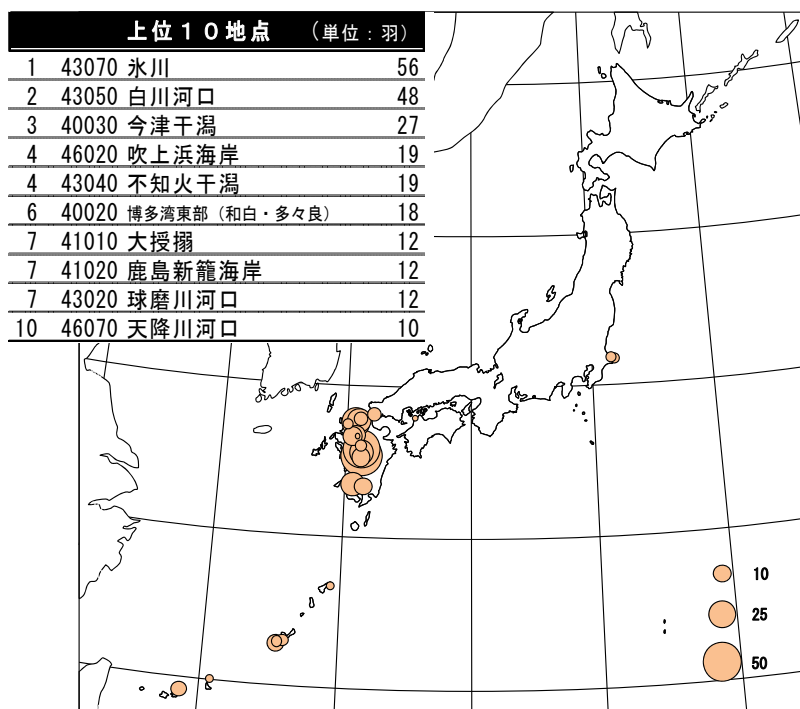 上位１０地点 （単位：羽）
1 43070 氷川 56
2 43050 白川河口 48
3 40030 今津干潟 27
4 46020 吹上浜海岸 19
4 43040 不知火干潟 19
6 40020 博多湾東部（和白・多々良） 18
7 41010 大授搦 12
7 41020 鹿島新籠海岸 12
7 43020 球磨川河口 12
10 46070 天降川河口 10
10
25
50